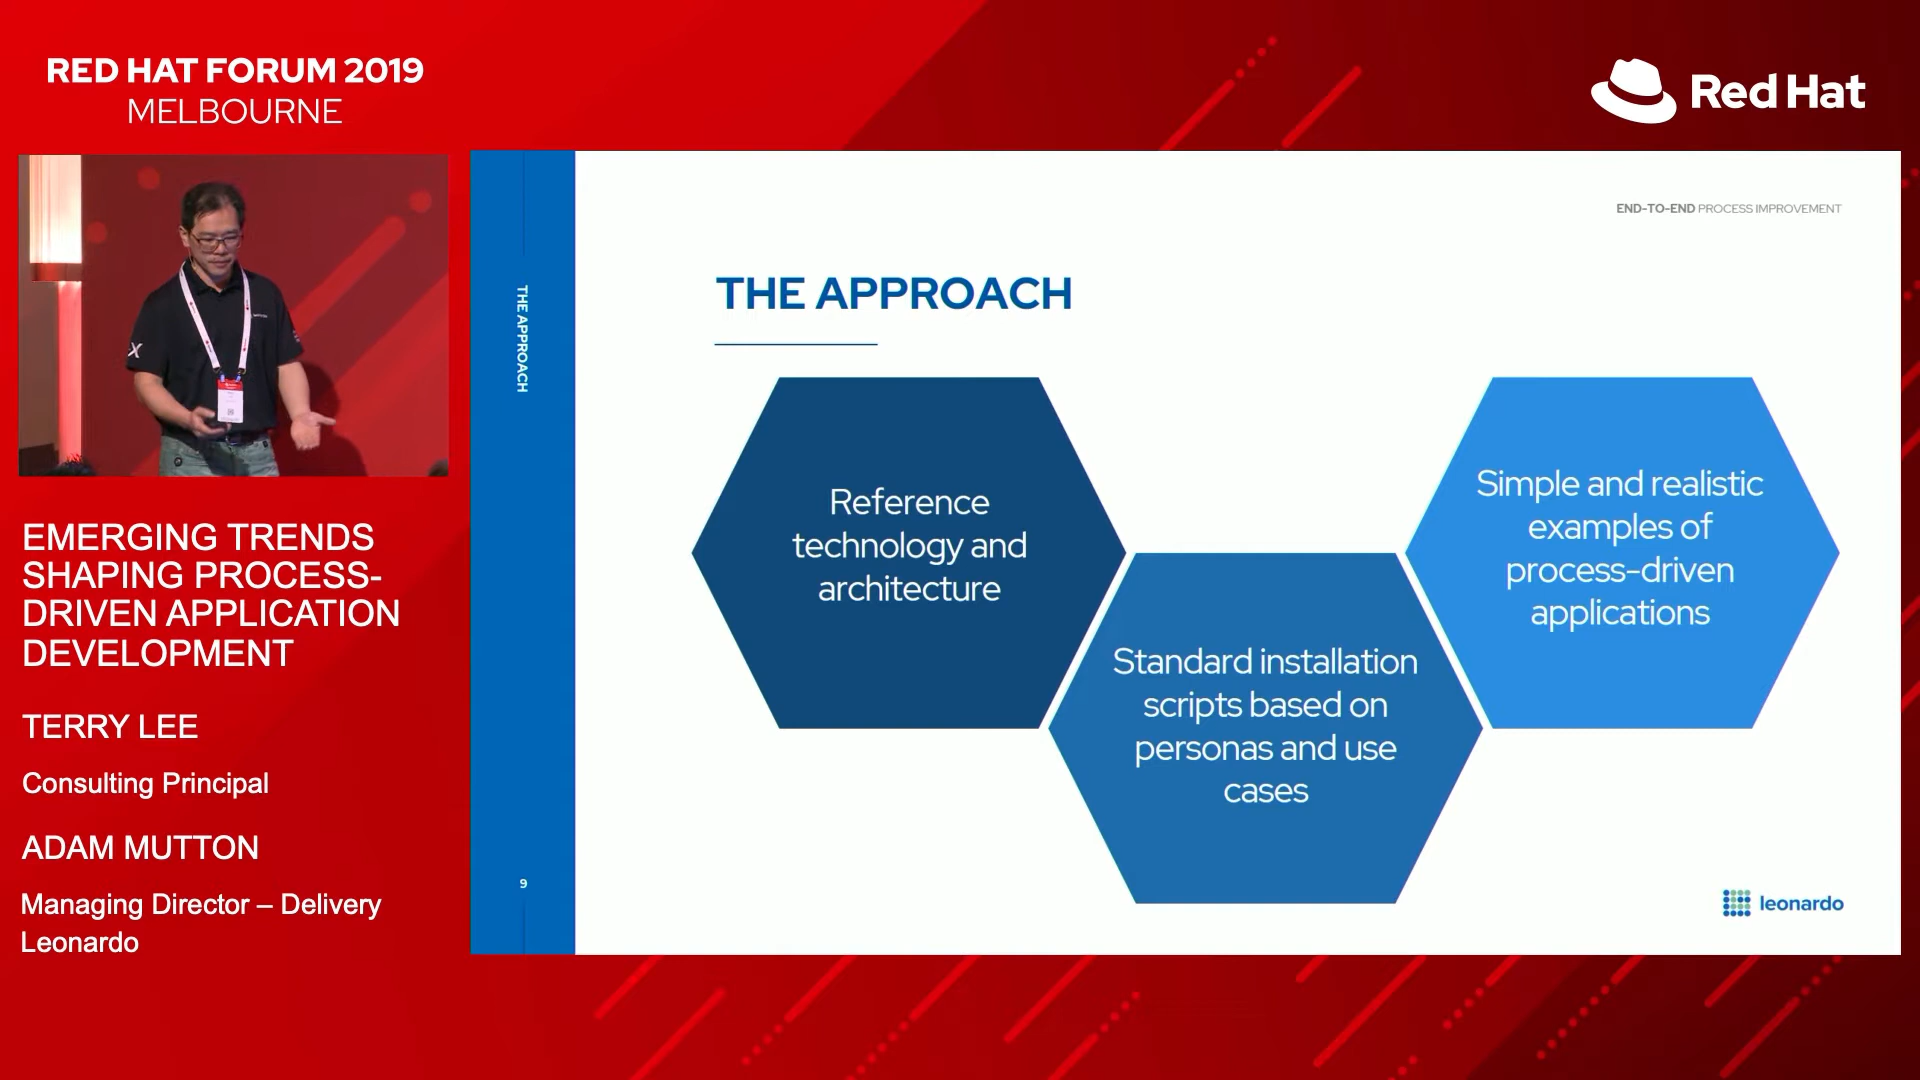 RED HAT FORUM 2019
MELBOURNE
Red Hat
EMERGING TRENDS
SHAPING PROCESS-
DRIVEN APPLICATION
DEVELOPMENT
TERRY LEE
Consulting Principal
ADAM MUTTON
Managing Director – Delivery
Leonardo
THE APPROACH
9
END-TO-END PROCESS IMPROVEMENT
THE APPROACH
Reference
technology and
architecture
Standard installation
scripts based on
personas and use
cases
Simple and realistic
examples of
process-driven
applications
leonardo